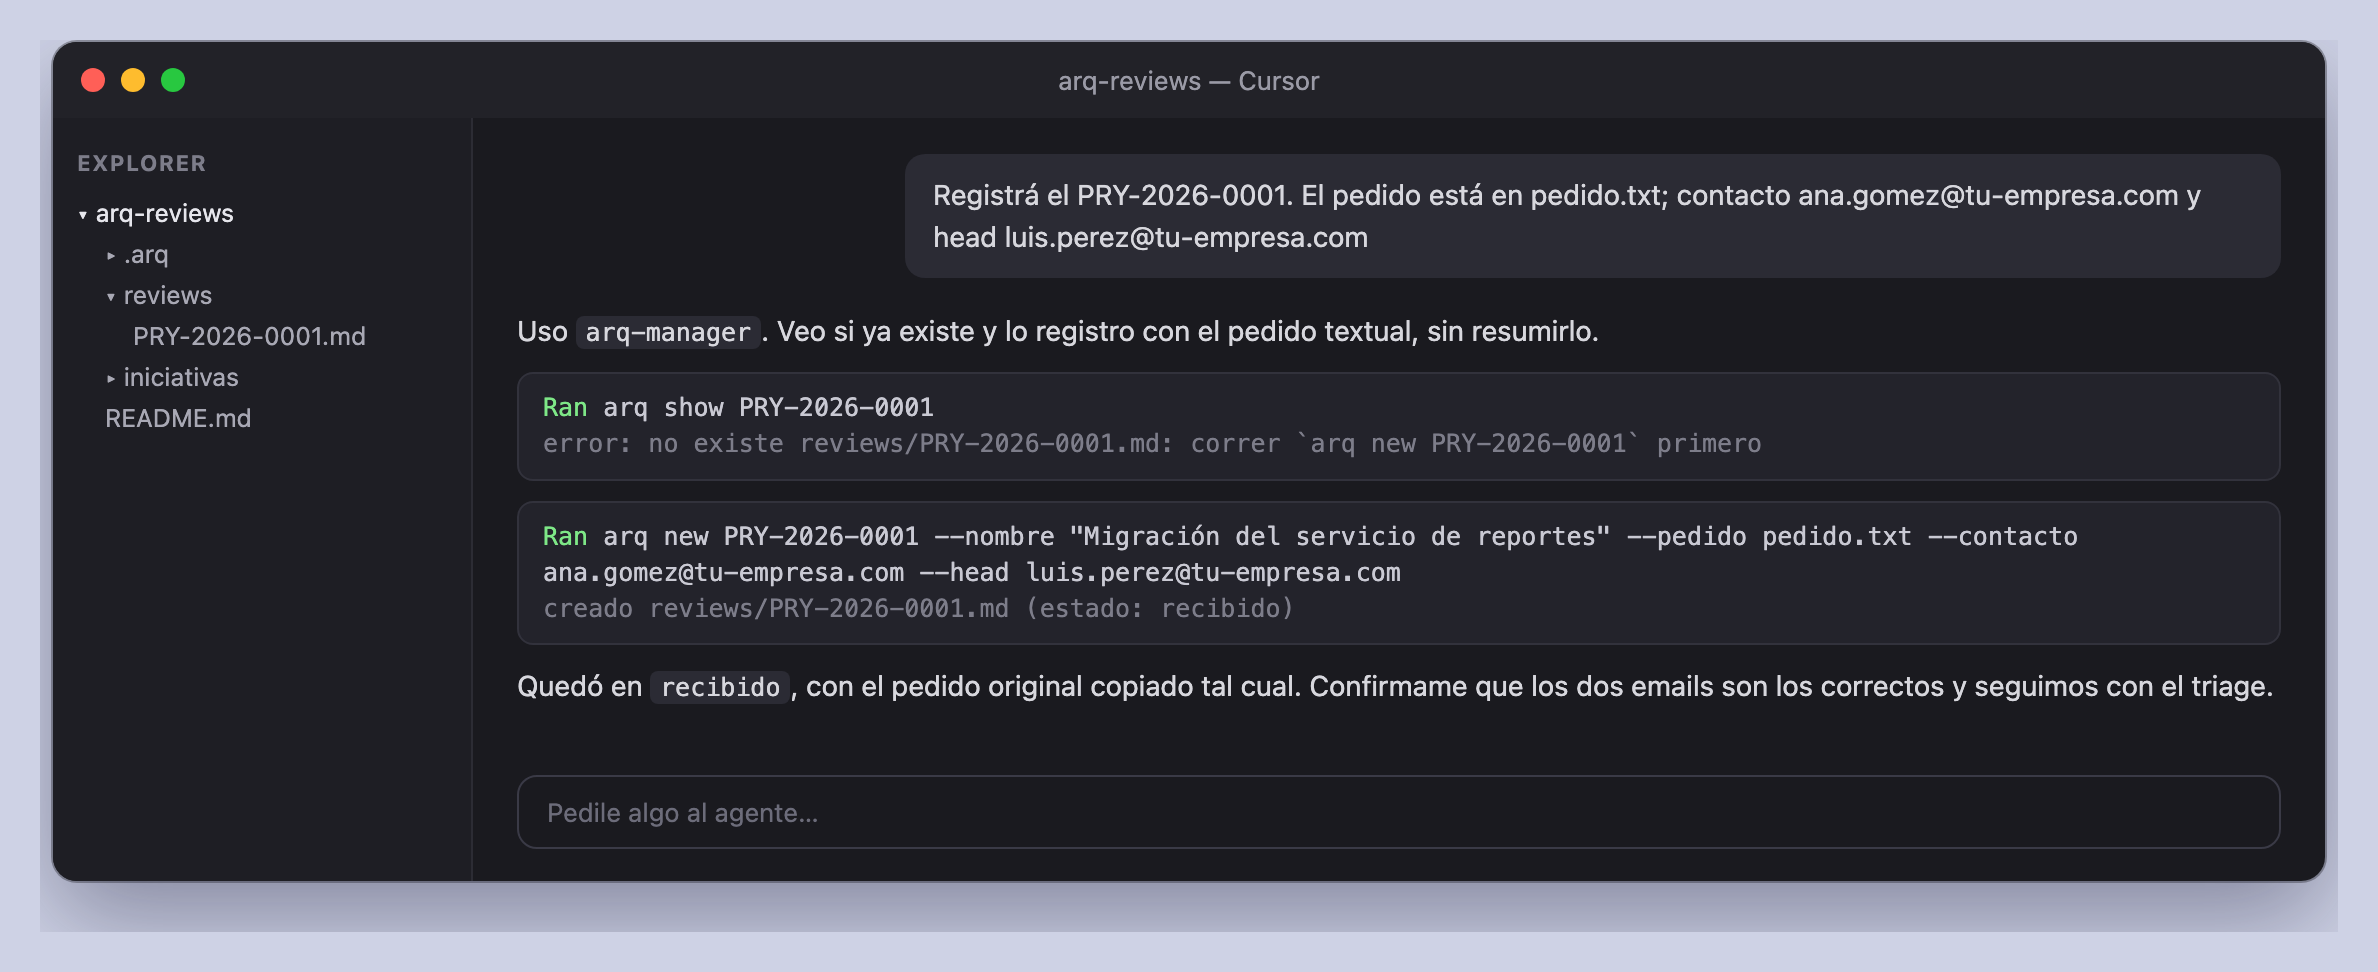 arq-reviews — Cursor
EXPLORER
▾ arq-reviews
▸ .arq
▾ reviews
PRY-2026-0001.md
▸ iniciativas
README.md
Registrá el PRY-2026-0001. El pedido está en pedido.txt; contacto ana.gomez@tu-empresa.com y
head luis.perez@tu-empresa.com
Uso arq-manager. Veo si ya existe y lo registro con el pedido textual, sin resumirlo.
Ran arq show PRY-2026-0001
error: no existe reviews/PRY-2026-0001.md: correr `arq new PRY-2026-0001` primero
Ran arq new PRY-2026-0001 --nombre "Migración del servicio de reportes" --pedido pedido.txt --contacto
ana.gomez@tu-empresa.com --head luis.perez@tu-empresa.com
creado reviews/PRY-2026-0001.md (estado: recibido)
Quedó en recibido, con el pedido original copiado tal cual. Confirmame que los dos emails son los correctos y seguimos con el triage.
Pedile algo al agente...